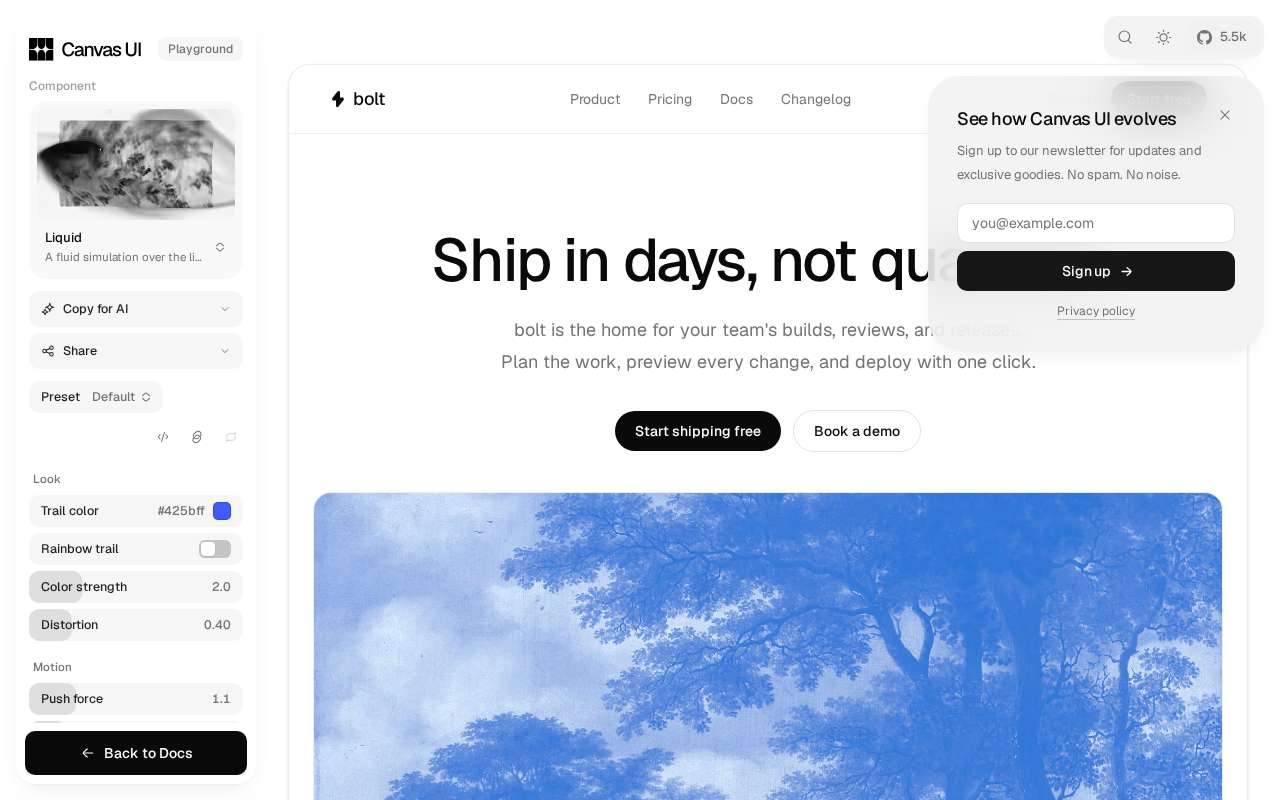 Canvas UI
Playground
Component
Liquid
A fluid simulation over the li...
Copy for AI
Share
Preset Default
Look
Trail color #425bff
Rainbow trail
Color strength 2.0
Distortion 0.40
Motion
Push force 1.1
Back to Docs
5.5k
bolt
Product Pricing Docs Changelog
Start free
See how Canvas UI evolves
Sign up to our newsletter for updates and
exclusive goodies. No spam. No noise.
you@example.com
Sign up →
Privacy policy
Ship in days, not qua
bolt is the home for your team's builds, reviews, and releases.
Plan the work, preview every change, and deploy with one click.
Start shipping free
Book a demo